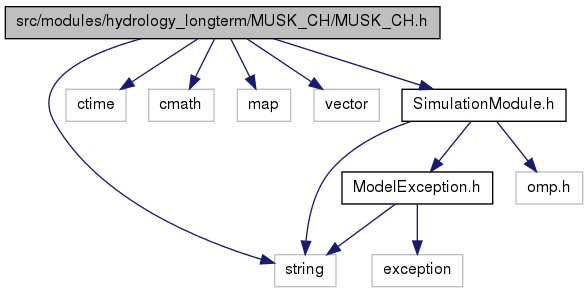 src/modules/hydrology_longterm/MUSK_CH/MUSK_CH.h
ctime
cmath
map
vector
SimulationModule.h
ModelException.h
omp.h
string
exception